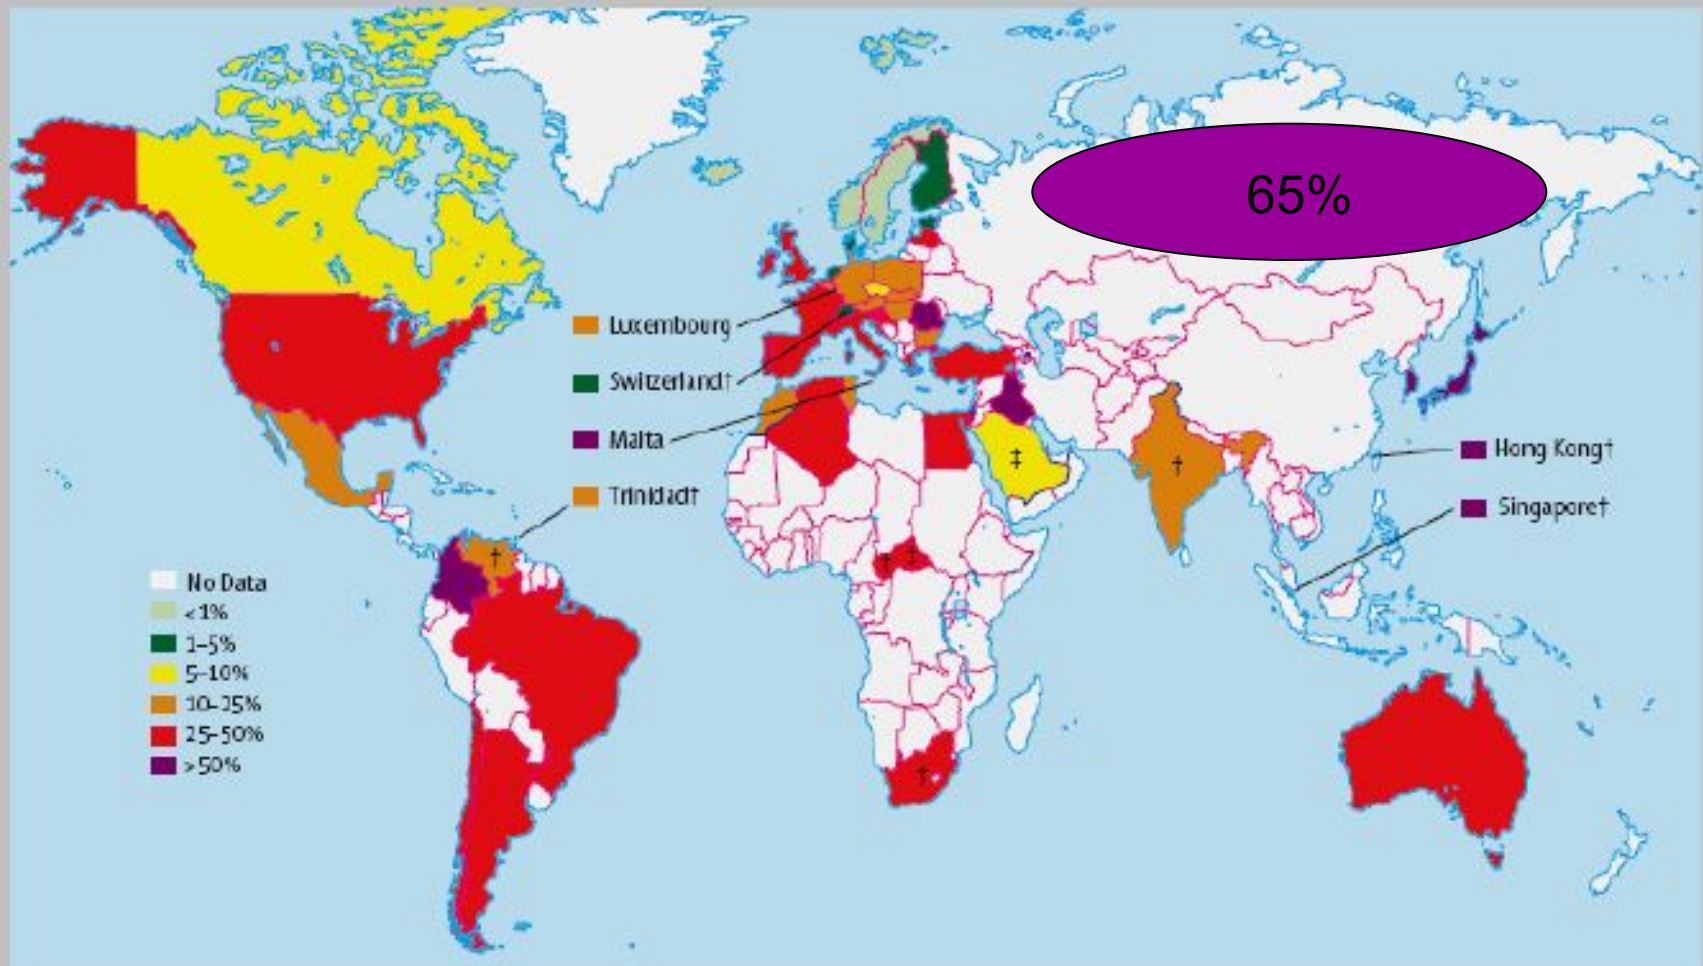 65%
Luxembourg
Switzerland†
Malta
Trinidad†
Hong Kong†
Singapore†
‡
†
†
† ‡
†
No Data
<1%
1–5%
5–10%
10–25%
25–50%
>50%